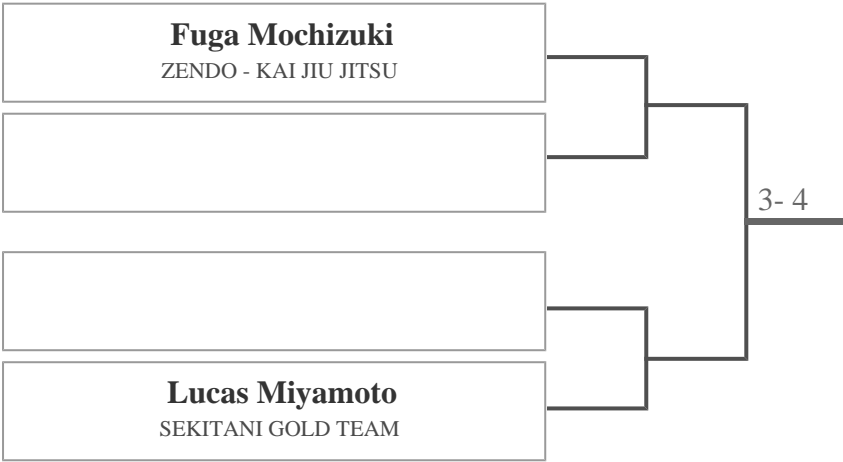 Fuga Mochizuki
ZENDO - KAI JIU JITSU
3- 4
Lucas Miyamoto
SEKITANI GOLD TEAM